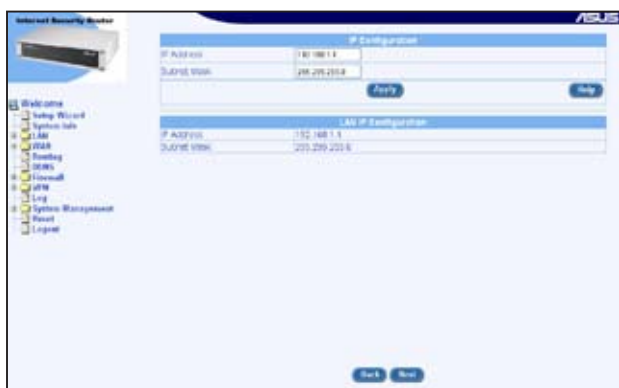 Internet Security Router
ASUS
IP Configuration
IP Address 192.168.1.1
Subnet Mask 255.255.255.0
Apply Help
LAN IP Configuration
IP Address 192.168.1.1
Subnet Mask 255.255.255.0
Welcome
Setup Wizard
System Info
LAN
WAN
Routing
DDNS
Firewall
VPN
Log
System Management
Reset
Logout
Back Next